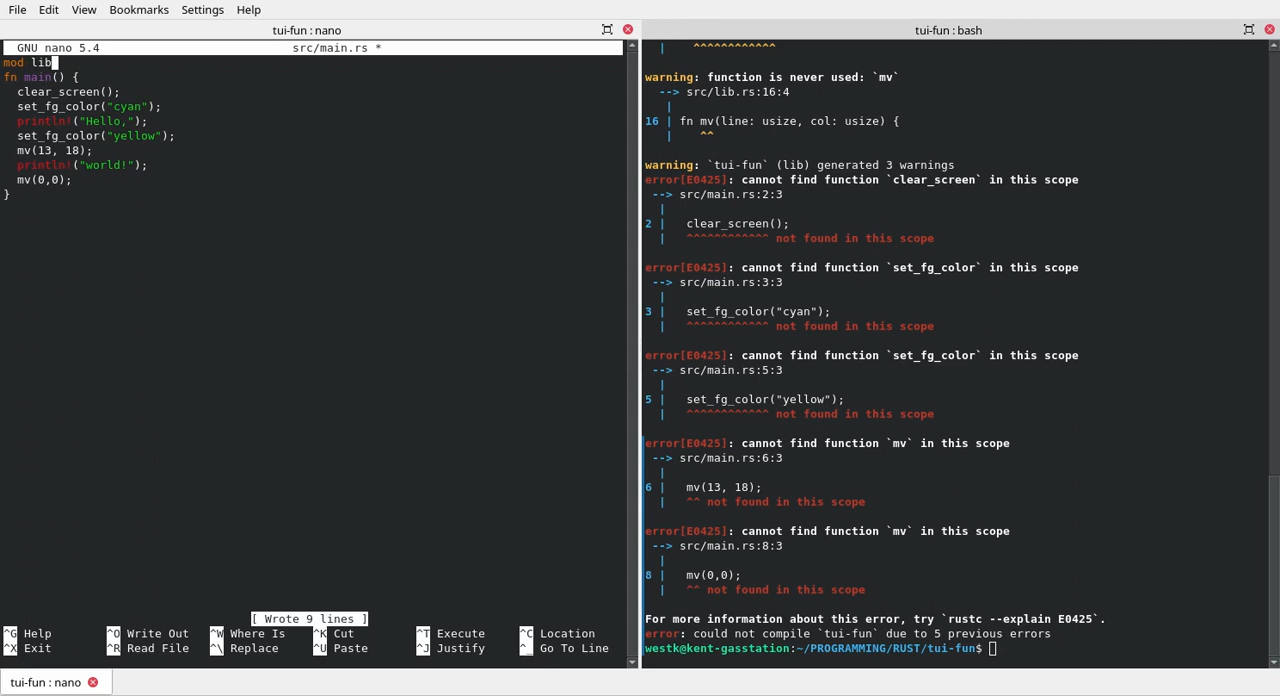 File Edit View Bookmarks Settings Help
tui-fun : nano
GNU nano 5.4 src/main.rs *
mod lib
fn main() {
  clear_screen();
  set_fg_color("cyan");
  println!("Hello,");
  set_fg_color("yellow");
  mv(13, 18);
  println!("world!");
  mv(0,0);
}
[ Wrote 9 lines ]
^G Help ^O Write Out ^W Where Is ^K Cut ^T Execute ^C Location
^X Exit ^R Read File ^\ Replace ^U Paste ^J Justify ^_ Go To Line
tui-fun : bash
  |    ^^^^^^^^^^^^
warning: function is never used: `mv`
  --> src/lib.rs:16:4
   |
16 | fn mv(line: usize, col: usize) {
   |    ^^
warning: `tui-fun` (lib) generated 3 warnings
error[E0425]: cannot find function `clear_screen` in this scope
 --> src/main.rs:2:3
  |
2 |   clear_screen();
  |   ^^^^^^^^^^^^ not found in this scope
error[E0425]: cannot find function `set_fg_color` in this scope
 --> src/main.rs:3:3
  |
3 |   set_fg_color("cyan");
  |   ^^^^^^^^^^^^ not found in this scope
error[E0425]: cannot find function `set_fg_color` in this scope
 --> src/main.rs:5:3
  |
5 |   set_fg_color("yellow");
  |   ^^^^^^^^^^^^ not found in this scope
error[E0425]: cannot find function `mv` in this scope
 --> src/main.rs:6:3
  |
6 |   mv(13, 18);
  |   ^^ not found in this scope
error[E0425]: cannot find function `mv` in this scope
 --> src/main.rs:8:3
  |
8 |   mv(0,0);
  |   ^^ not found in this scope
For more information about this error, try `rustc --explain E0425`.
error: could not compile `tui-fun` due to 5 previous errors
westk@kent-gasstation:~/PROGRAMMING/RUST/tui-fun$
tui-fun : nano